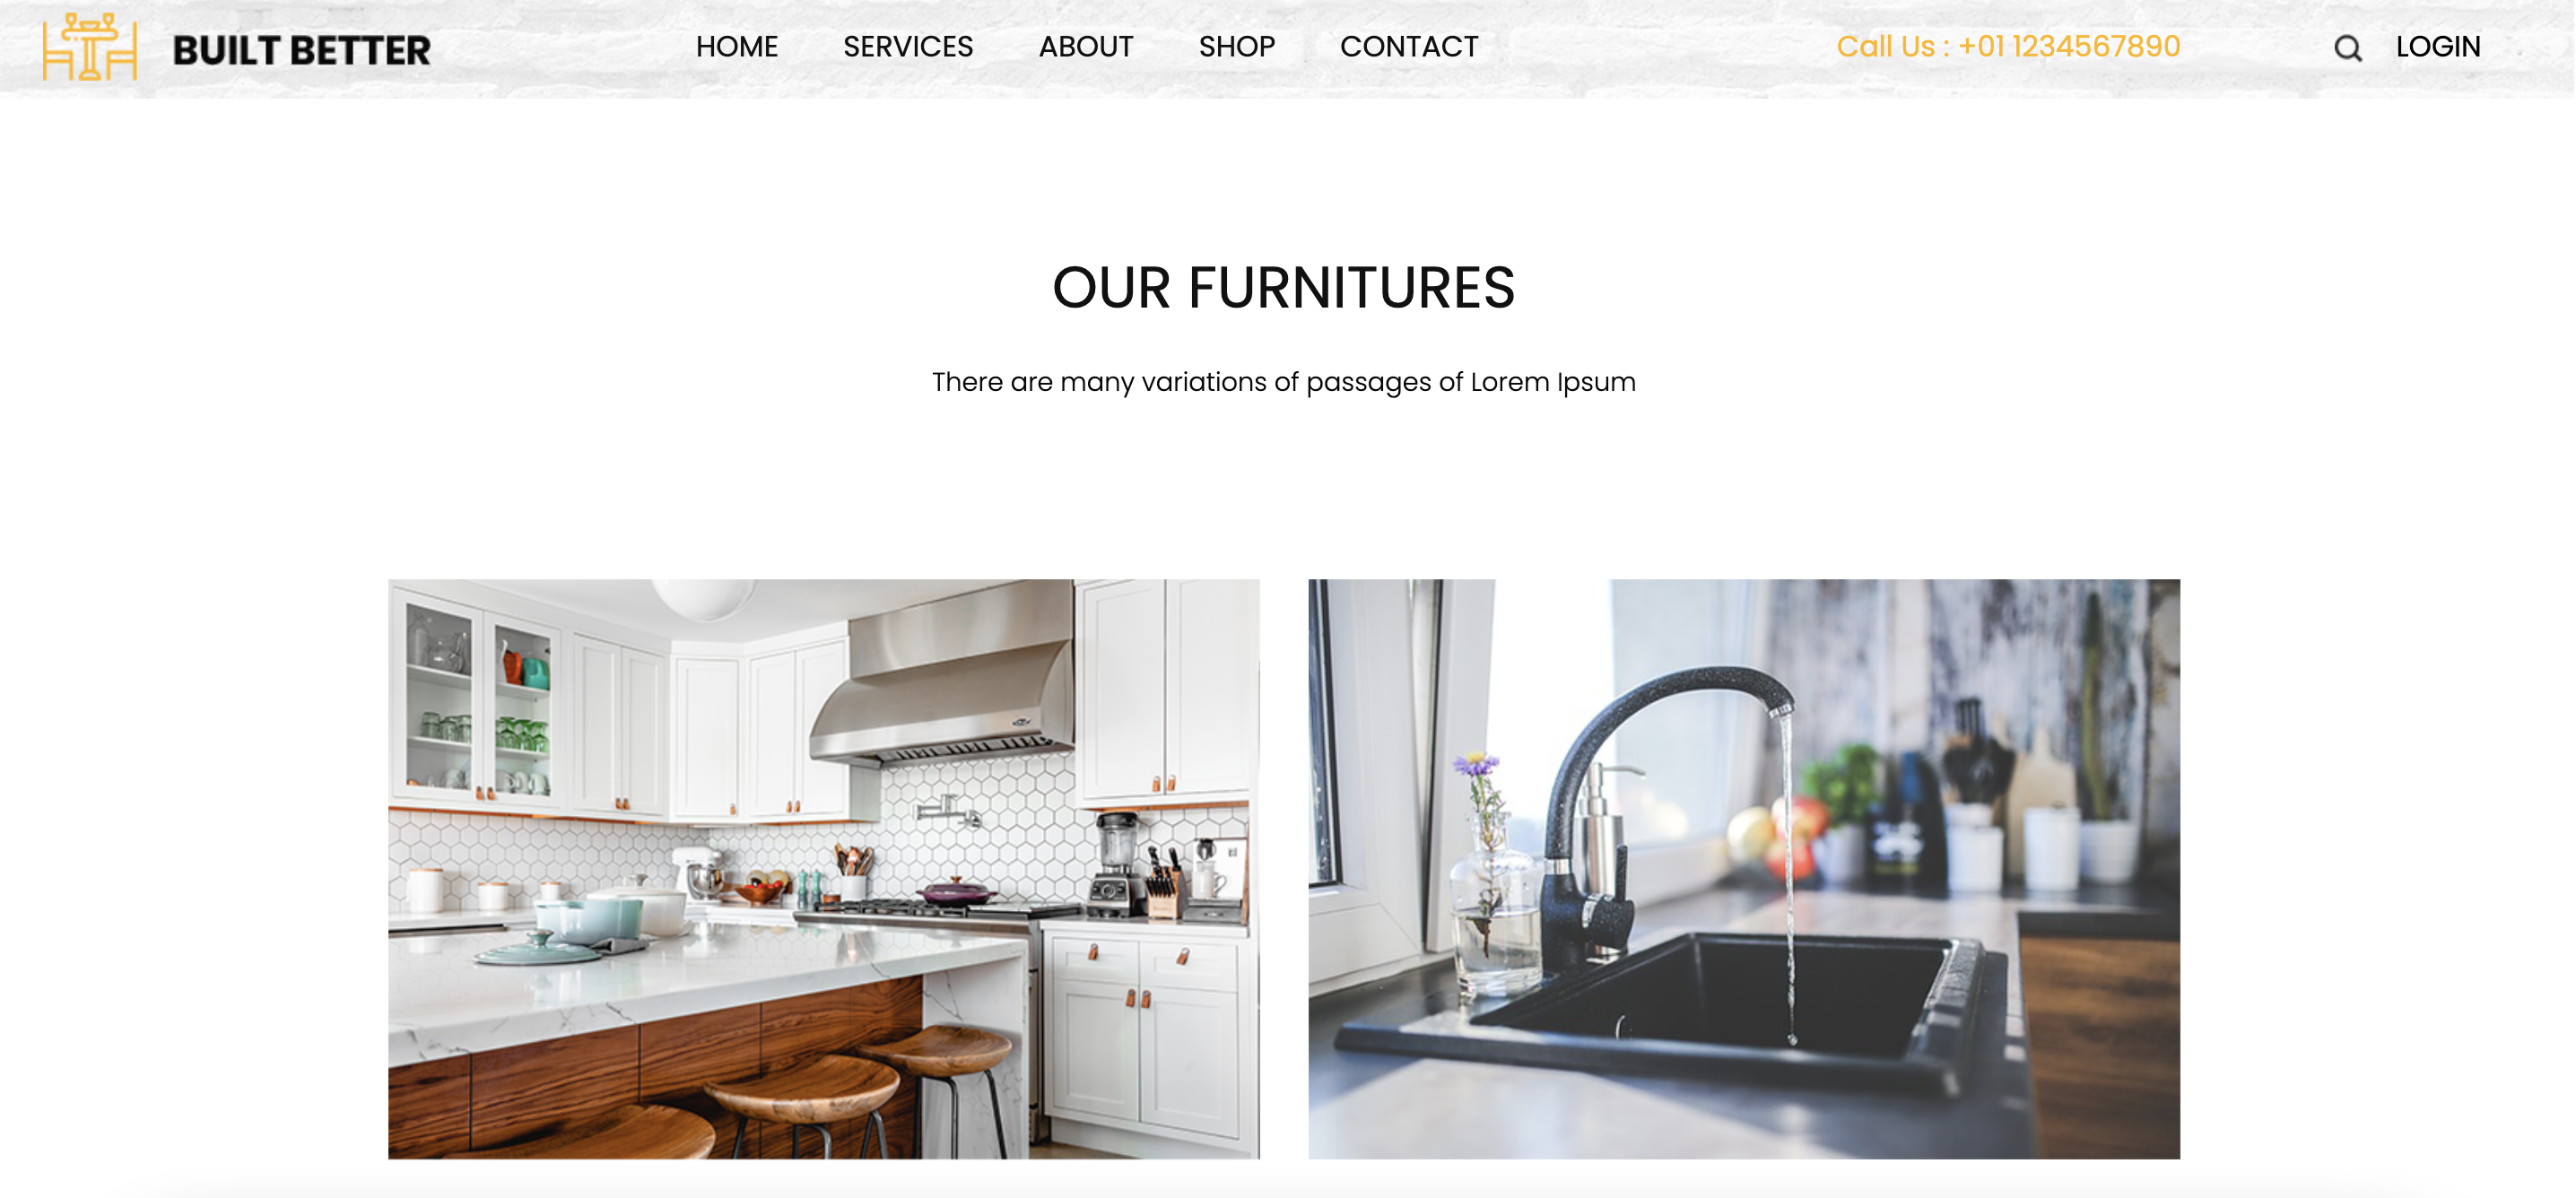 BUILT BETTER
HOME SERVICES ABOUT SHOP CONTACT
Call Us : +01 1234567890
LOGIN
OUR FURNITURES
There are many variations of passages of Lorem Ipsum